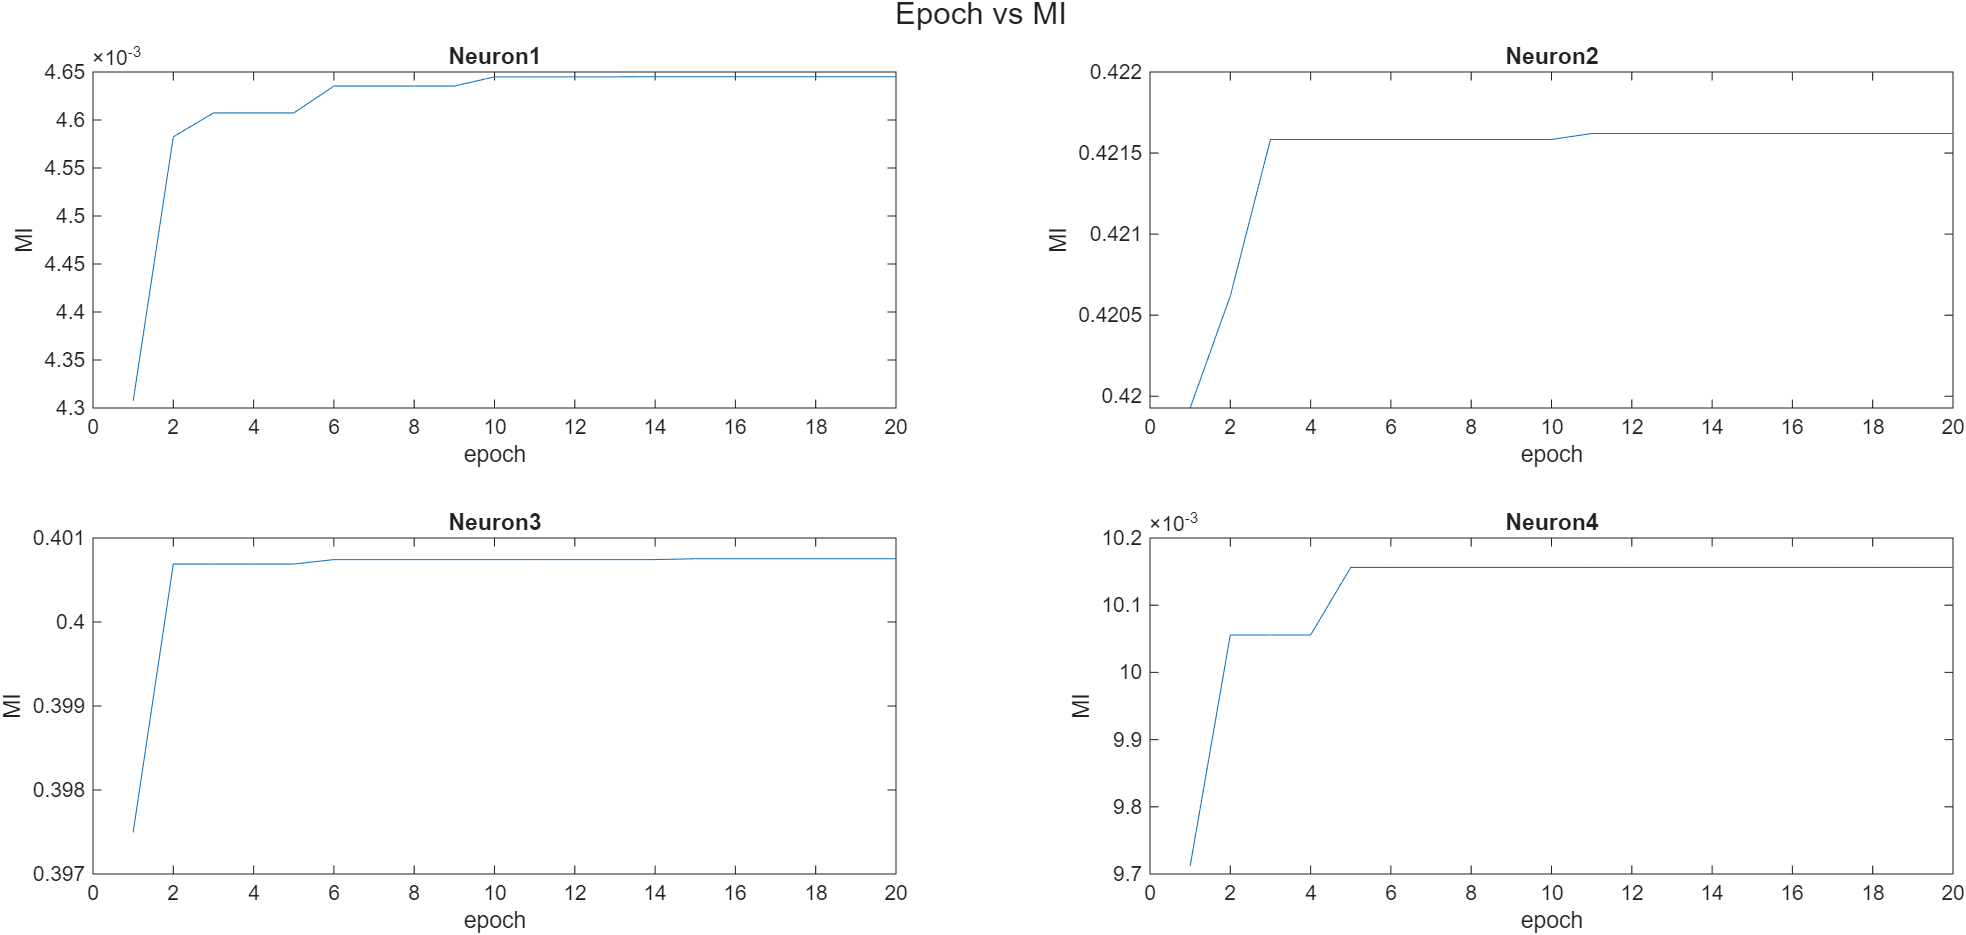 Epoch vs MI
×10-3
Neuron1
4.65
4.6
4.55
4.5
4.45
4.4
4.35
4.3
MI
0 2 4 6 8 10 12 14 16 18 20
epoch
Neuron2
0.422
0.4215
0.421
0.4205
0.42
MI
0 2 4 6 8 10 12 14 16 18 20
epoch
Neuron3
0.401
0.4
0.399
0.398
0.397
MI
0 2 4 6 8 10 12 14 16 18 20
epoch
×10-3
Neuron4
10.2
10.1
10
9.9
9.8
9.7
MI
0 2 4 6 8 10 12 14 16 18 20
epoch